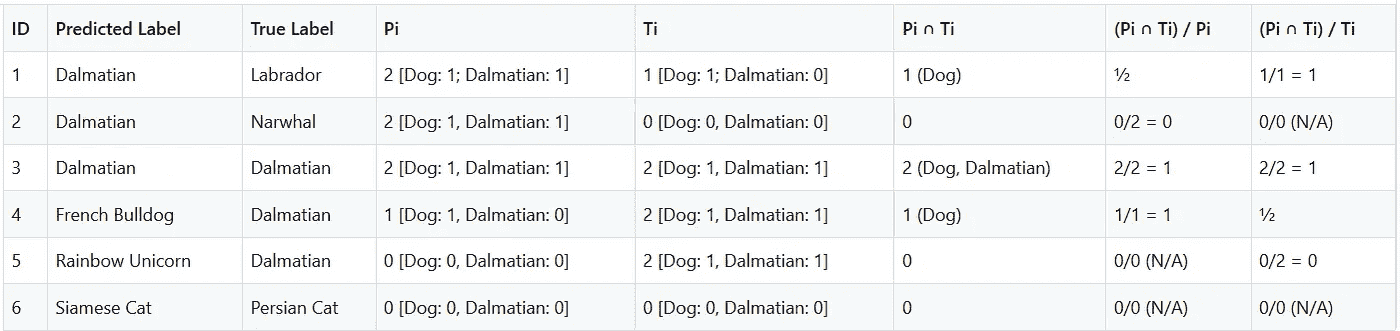 ID Predicted Label True Label Pi Ti Pi ∩ Ti (Pi ∩ Ti) / Pi (Pi ∩ Ti) / Ti
1 Dalmatian Labrador 2 [Dog: 1; Dalmatian: 1] 1 [Dog: 1; Dalmatian: 0] 1 (Dog) ½ 1/1 = 1
2 Dalmatian Narwhal 2 [Dog: 1, Dalmatian: 1] 0 [Dog: 0, Dalmatian: 0] 0 0/2 = 0 0/0 (N/A)
3 Dalmatian Dalmatian 2 [Dog: 1, Dalmatian: 1] 2 [Dog: 1, Dalmatian: 1] 2 (Dog, Dalmatian) 2/2 = 1 2/2 = 1
4 French Bulldog Dalmatian 1 [Dog: 1, Dalmatian: 0] 2 [Dog: 1, Dalmatian: 1] 1 (Dog) 1/1 = 1 ½
5 Rainbow Unicorn Dalmatian 0 [Dog: 0, Dalmatian: 0] 2 [Dog: 1, Dalmatian: 1] 0 0/0 (N/A) 0/2 = 0
6 Siamese Cat Persian Cat 0 [Dog: 0, Dalmatian: 0] 0 [Dog: 0, Dalmatian: 0] 0 0/0 (N/A) 0/0 (N/A)